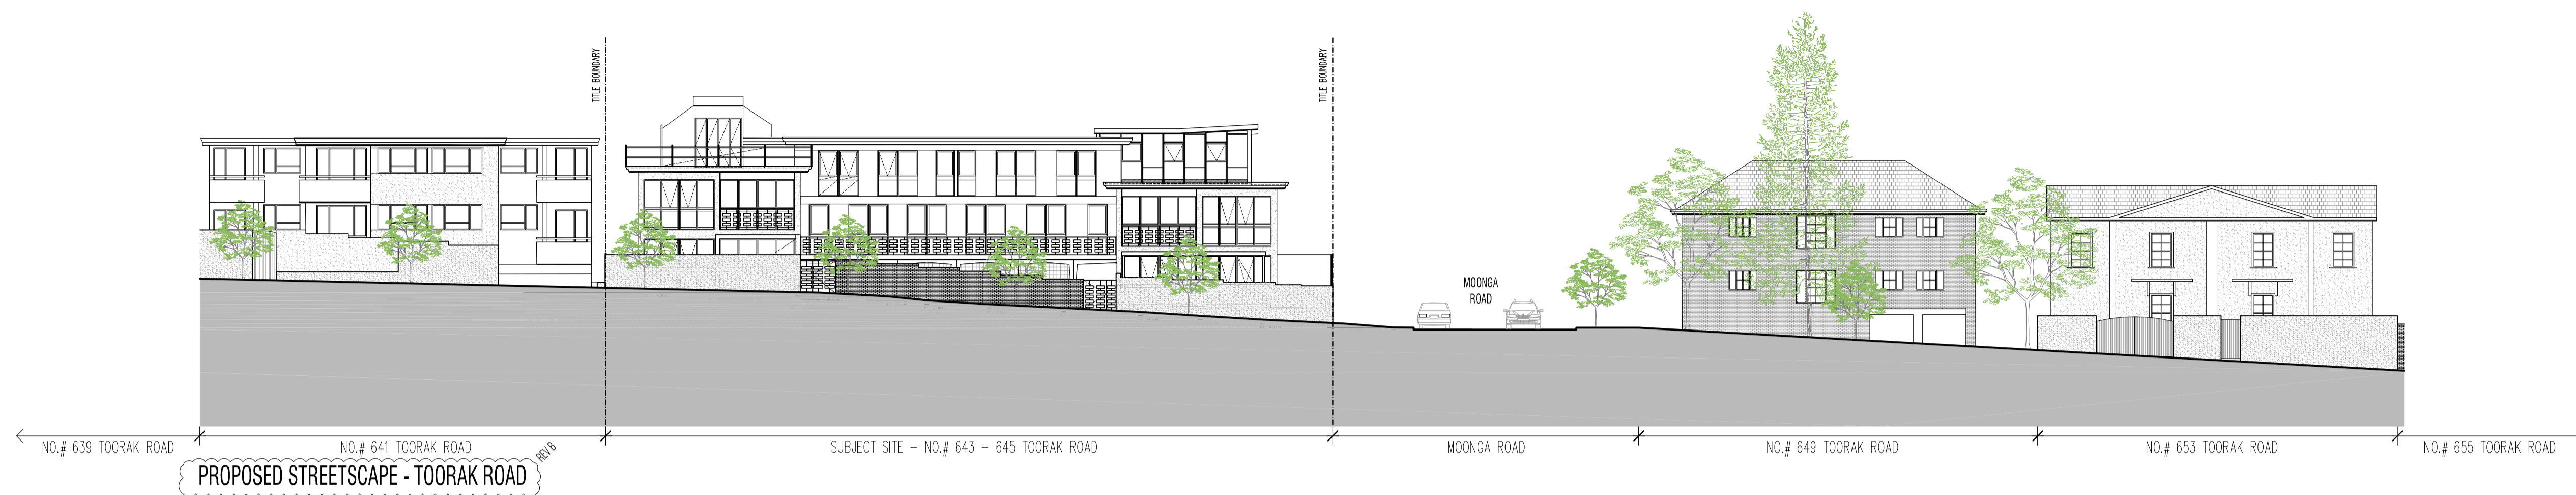 TITLE BOUNDARY
TITLE BOUNDARY
MOONGA
ROAD
NO.# 639 TOORAK ROAD
NO.# 641 TOORAK ROAD
SUBJECT SITE - NO.# 643 - 645 TOORAK ROAD
MOONGA ROAD
NO.# 649 TOORAK ROAD
NO.# 653 TOORAK ROAD
NO.# 655 TOORAK ROAD
REV B
PROPOSED STREETSCAPE - TOORAK ROAD